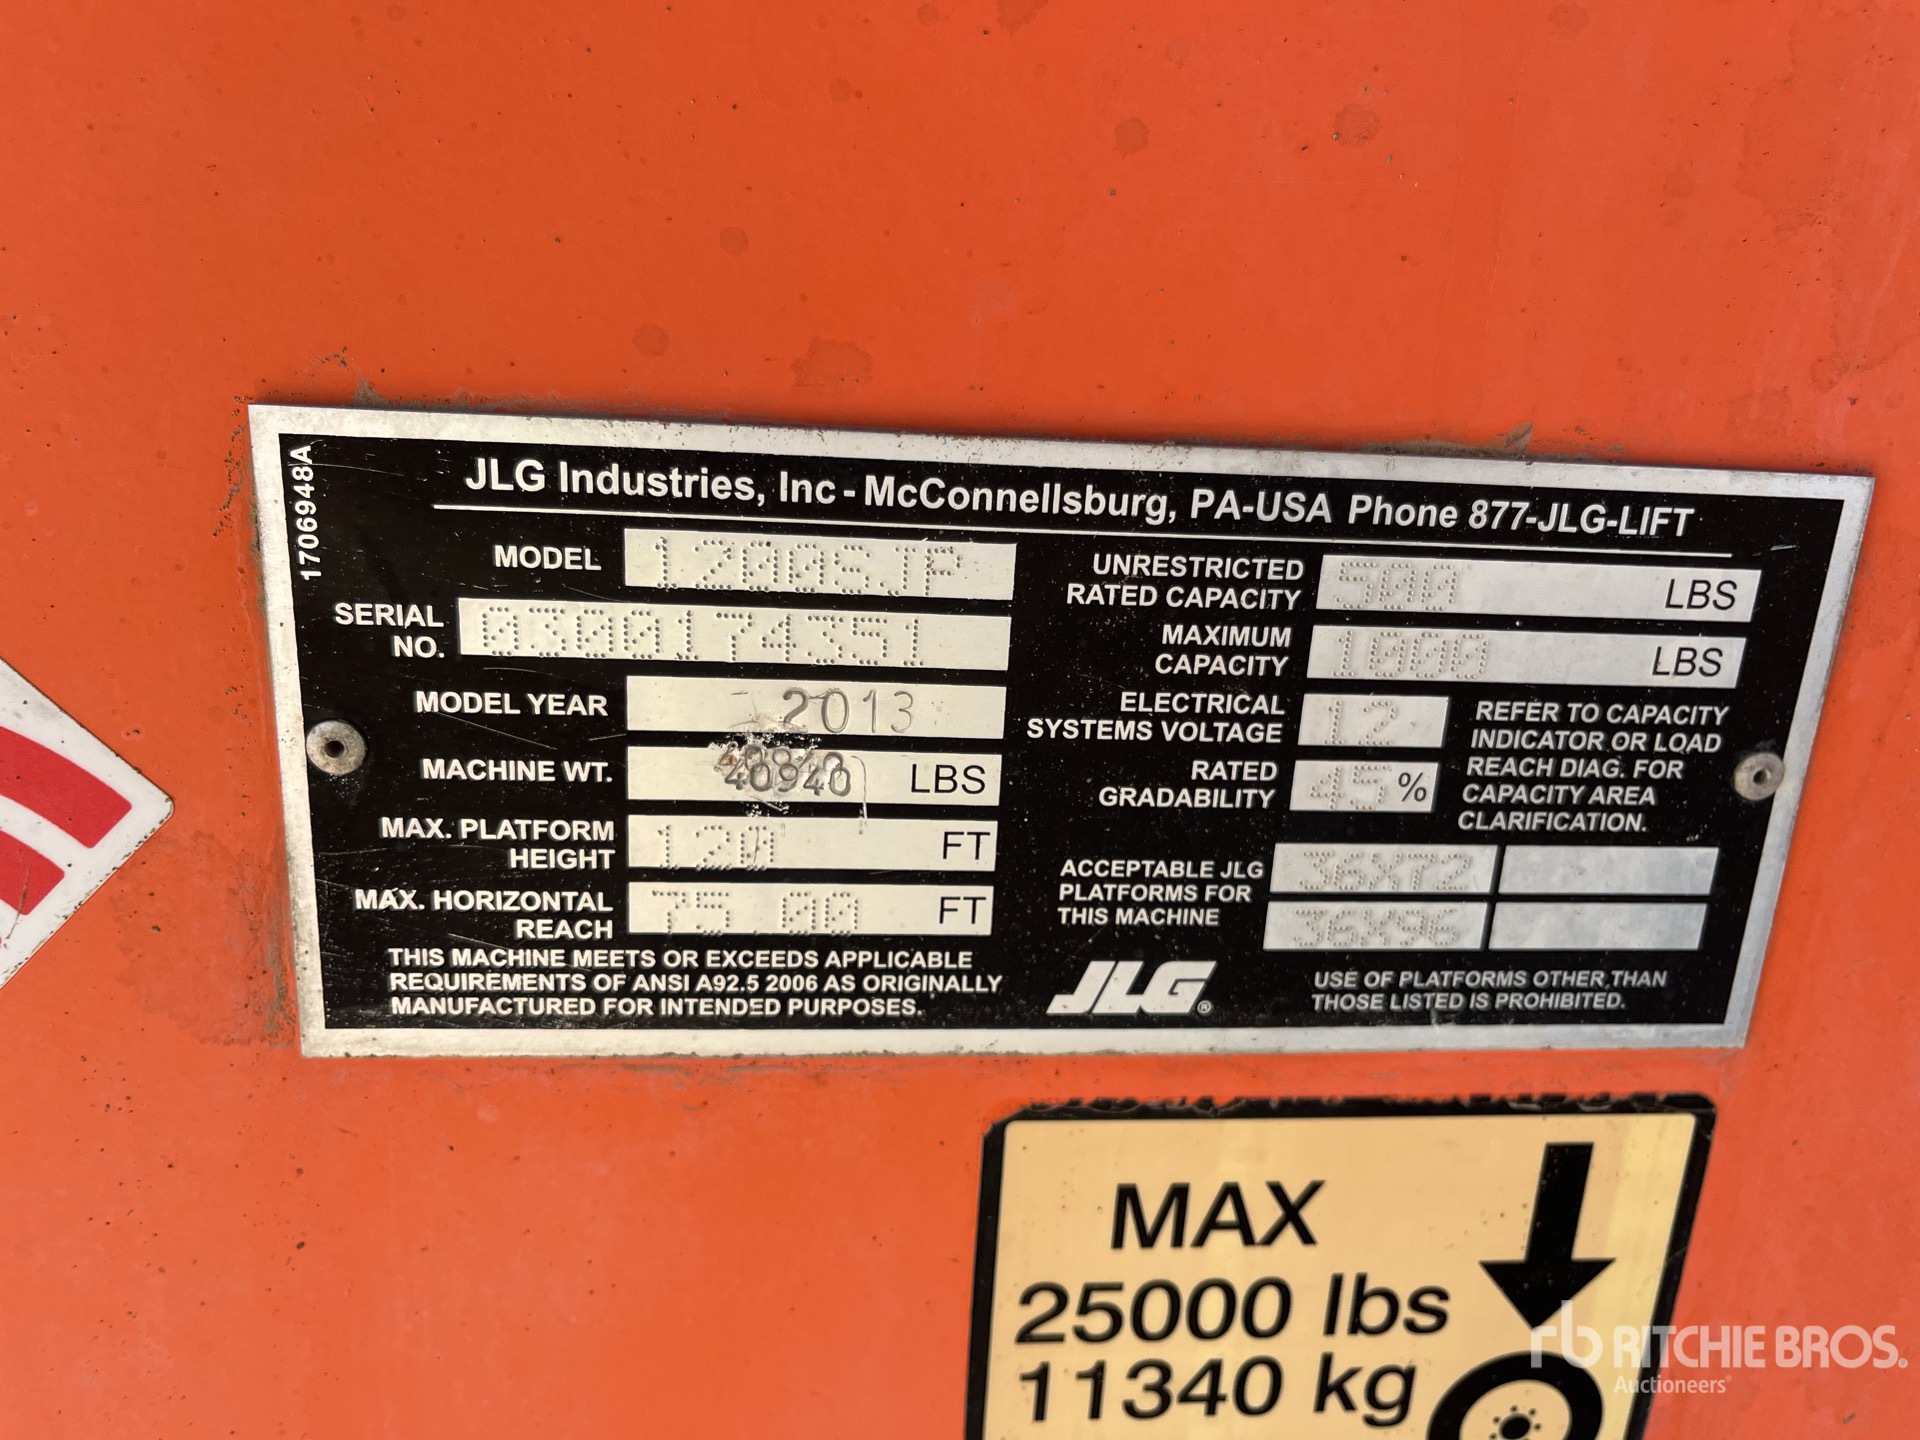 1706948A
JLG Industries, Inc - McConnellsburg, PA-USA Phone 877-JLG-LIFT
MODEL 1200SJP
SERIAL NO. 0300174351
MODEL YEAR 2013
MACHINE WT. 40940 LBS
MAX. PLATFORM HEIGHT 120 FT
MAX. HORIZONTAL REACH 75.00 FT
THIS MACHINE MEETS OR EXCEEDS APPLICABLE
REQUIREMENTS OF ANSI A92.5 2006 AS ORIGINALLY
MANUFACTURED FOR INTENDED PURPOSES.
UNRESTRICTED RATED CAPACITY 500 LBS
MAXIMUM CAPACITY 1000 LBS
ELECTRICAL SYSTEMS VOLTAGE 12
RATED GRADABILITY 45 %
REFER TO CAPACITY
INDICATOR OR LOAD
REACH DIAG. FOR
CAPACITY AREA
CLARIFICATION.
ACCEPTABLE JLG
PLATFORMS FOR
THIS MACHINE
36X72
36X96
JLG®
USE OF PLATFORMS OTHER THAN
THOSE LISTED IS PROHIBITED.
MAX
25000 lbs
11340 kg
rb RITCHIE BROS.
Auctioneers